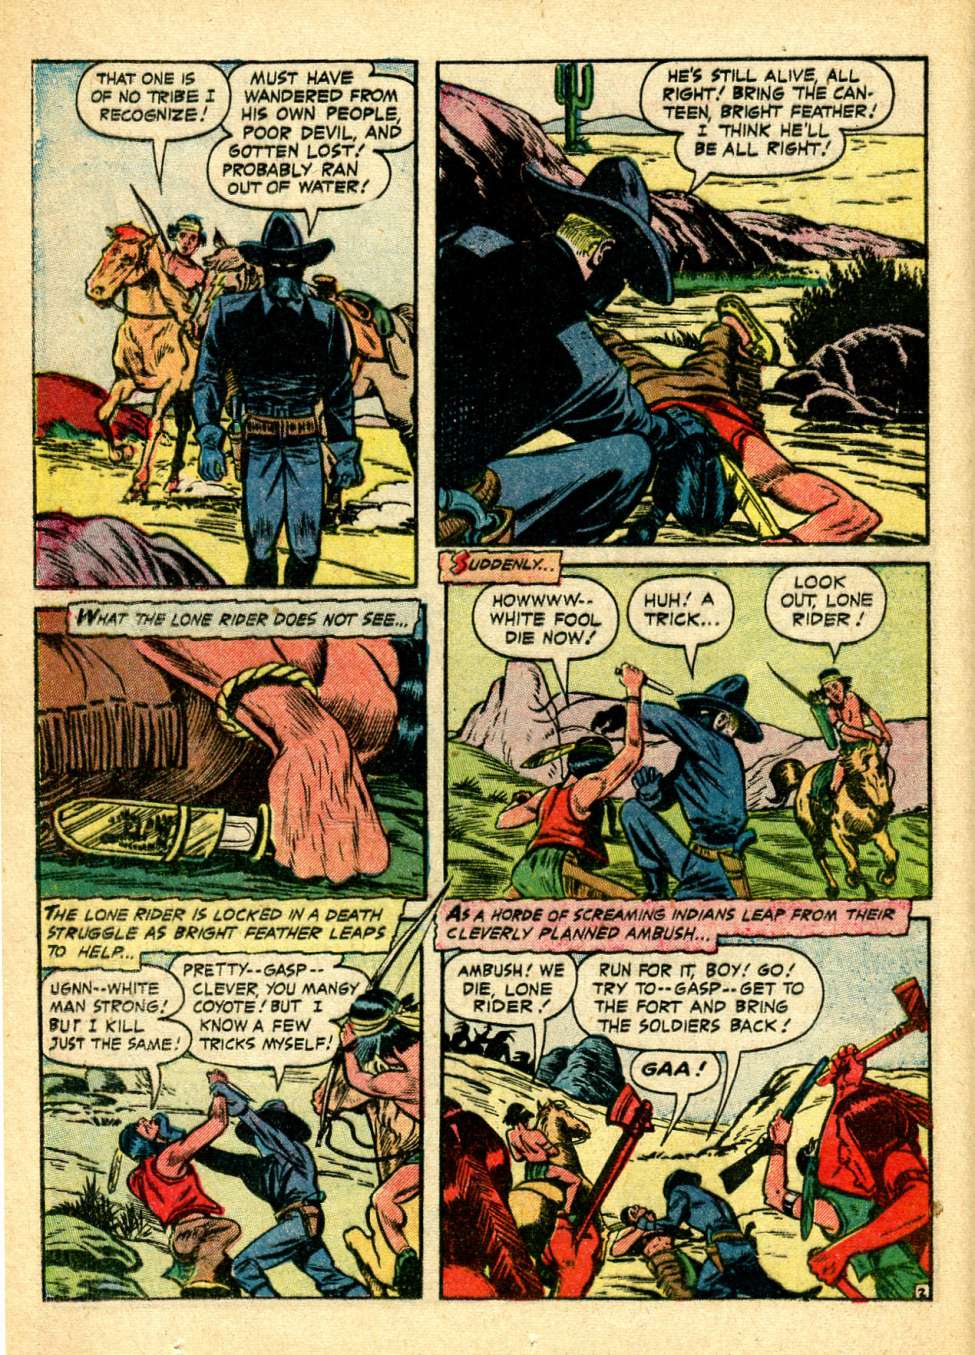 THAT ONE IS
OF NO TRIBE I
RECOGNIZE!
MUST HAVE
WANDERED FROM
HIS OWN PEOPLE,
POOR DEVIL, AND
GOTTEN LOST!
PROBABLY RAN
OUT OF WATER!
HE'S STILL ALIVE, ALL
RIGHT! BRING THE CAN-
TEEN, BRIGHT FEATHER!
I THINK HE'LL
BE ALL RIGHT!
WHAT THE LONE RIDER DOES NOT SEE...
SUDDENLY...
HOWWWW--
WHITE FOOL
DIE NOW!
HUH! A
TRICK...
LOOK
OUT, LONE
RIDER!
THE LONE RIDER IS LOCKED IN A DEATH
STRUGGLE AS BRIGHT FEATHER LEAPS
TO HELP...
UGNN--WHITE
MAN STRONG!
BUT I KILL
JUST THE SAME!
PRETTY--GASP--
CLEVER, YOU MANGY
COYOTE! BUT I
KNOW A FEW
TRICKS MYSELF!
AS A HORDE OF SCREAMING INDIANS LEAP FROM THEIR
CLEVERLY PLANNED AMBUSH...
AMBUSH! WE
DIE, LONE
RIDER!
RUN FOR IT, BOY! GO!
TRY TO--GASP--GET TO
THE FORT AND BRING
THE SOLDIERS BACK!
GAA!
2